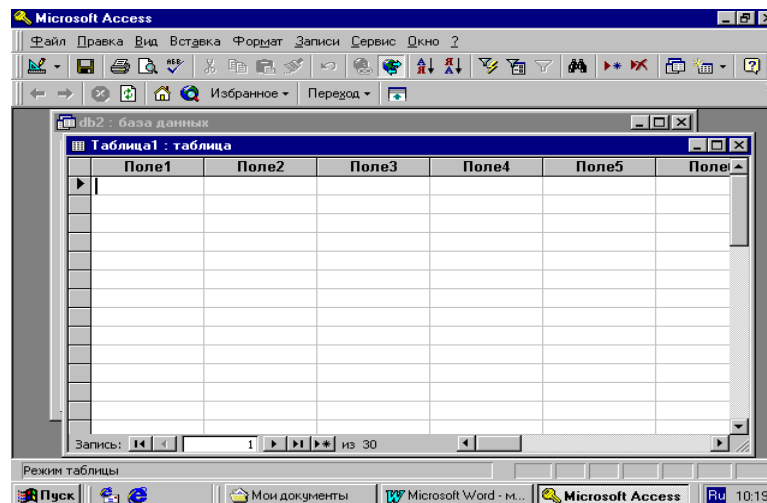 Microsoft Access
Файл Правка Вид Вставка Формат Записи Сервис Окно ?
Избранное Переход
db2 : база данных
Таблица1 : таблица
Поле1 Поле2 Поле3 Поле4 Поле5 Поле
Запись: 1 из 30
Режим таблицы
Пуск Мои документы Microsoft Word - м... Microsoft Access Ru 10:19